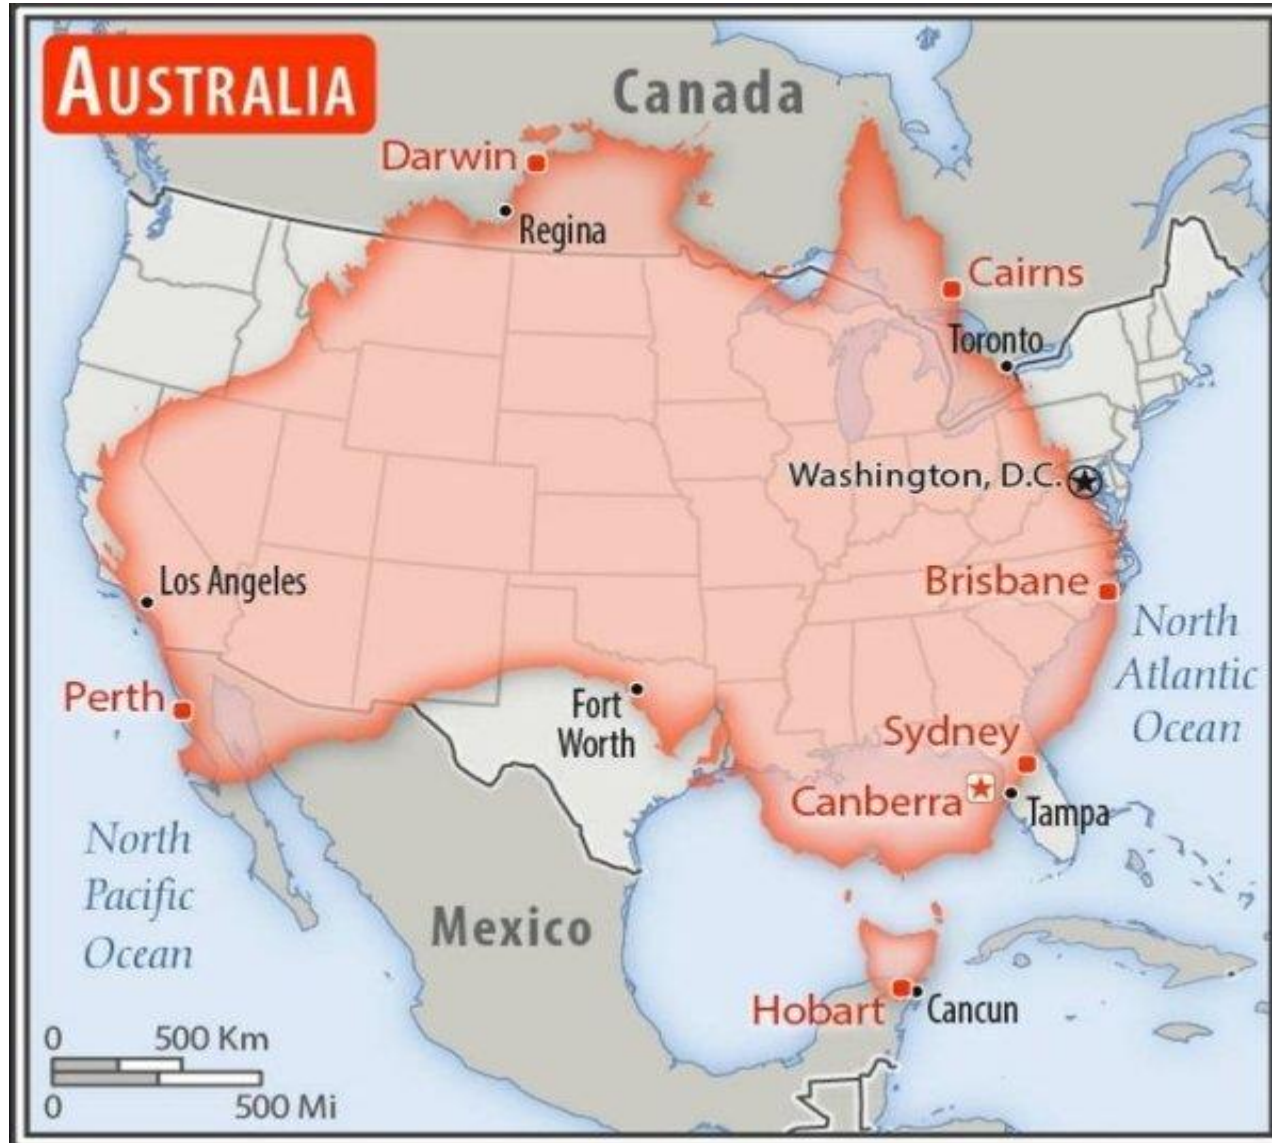 AUSTRALIA
Canada
Darwin
Regina
Cairns
Toronto
Washington, D.C.
Los Angeles
Brisbane
North
Atlantic
Ocean
Perth
Fort
Worth
Sydney
Canberra
Tampa
North
Pacific
Ocean
Mexico
Hobart
Cancun
0 500 Km
0 500 Mi